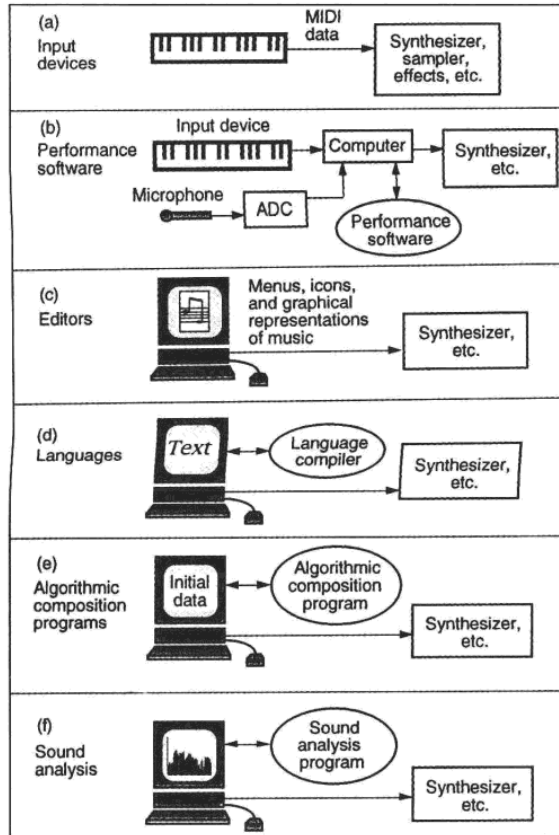 (a)
Input
devices
MIDI
data
Synthesizer,
sampler,
effects, etc.
(b)
Performance
software
Input device
Computer
Synthesizer,
etc.
Microphone
ADC
Performance
software
(c)
Editors
Menus, icons,
and graphical
representations
of music
Synthesizer,
etc.
(d)
Languages
Text
Language
compiler
Synthesizer,
etc.
(e)
Algorithmic
composition
programs
Initial
data
Algorithmic
composition
program
Synthesizer,
etc.
(f)
Sound
analysis
Sound
analysis
program
Synthesizer,
etc.